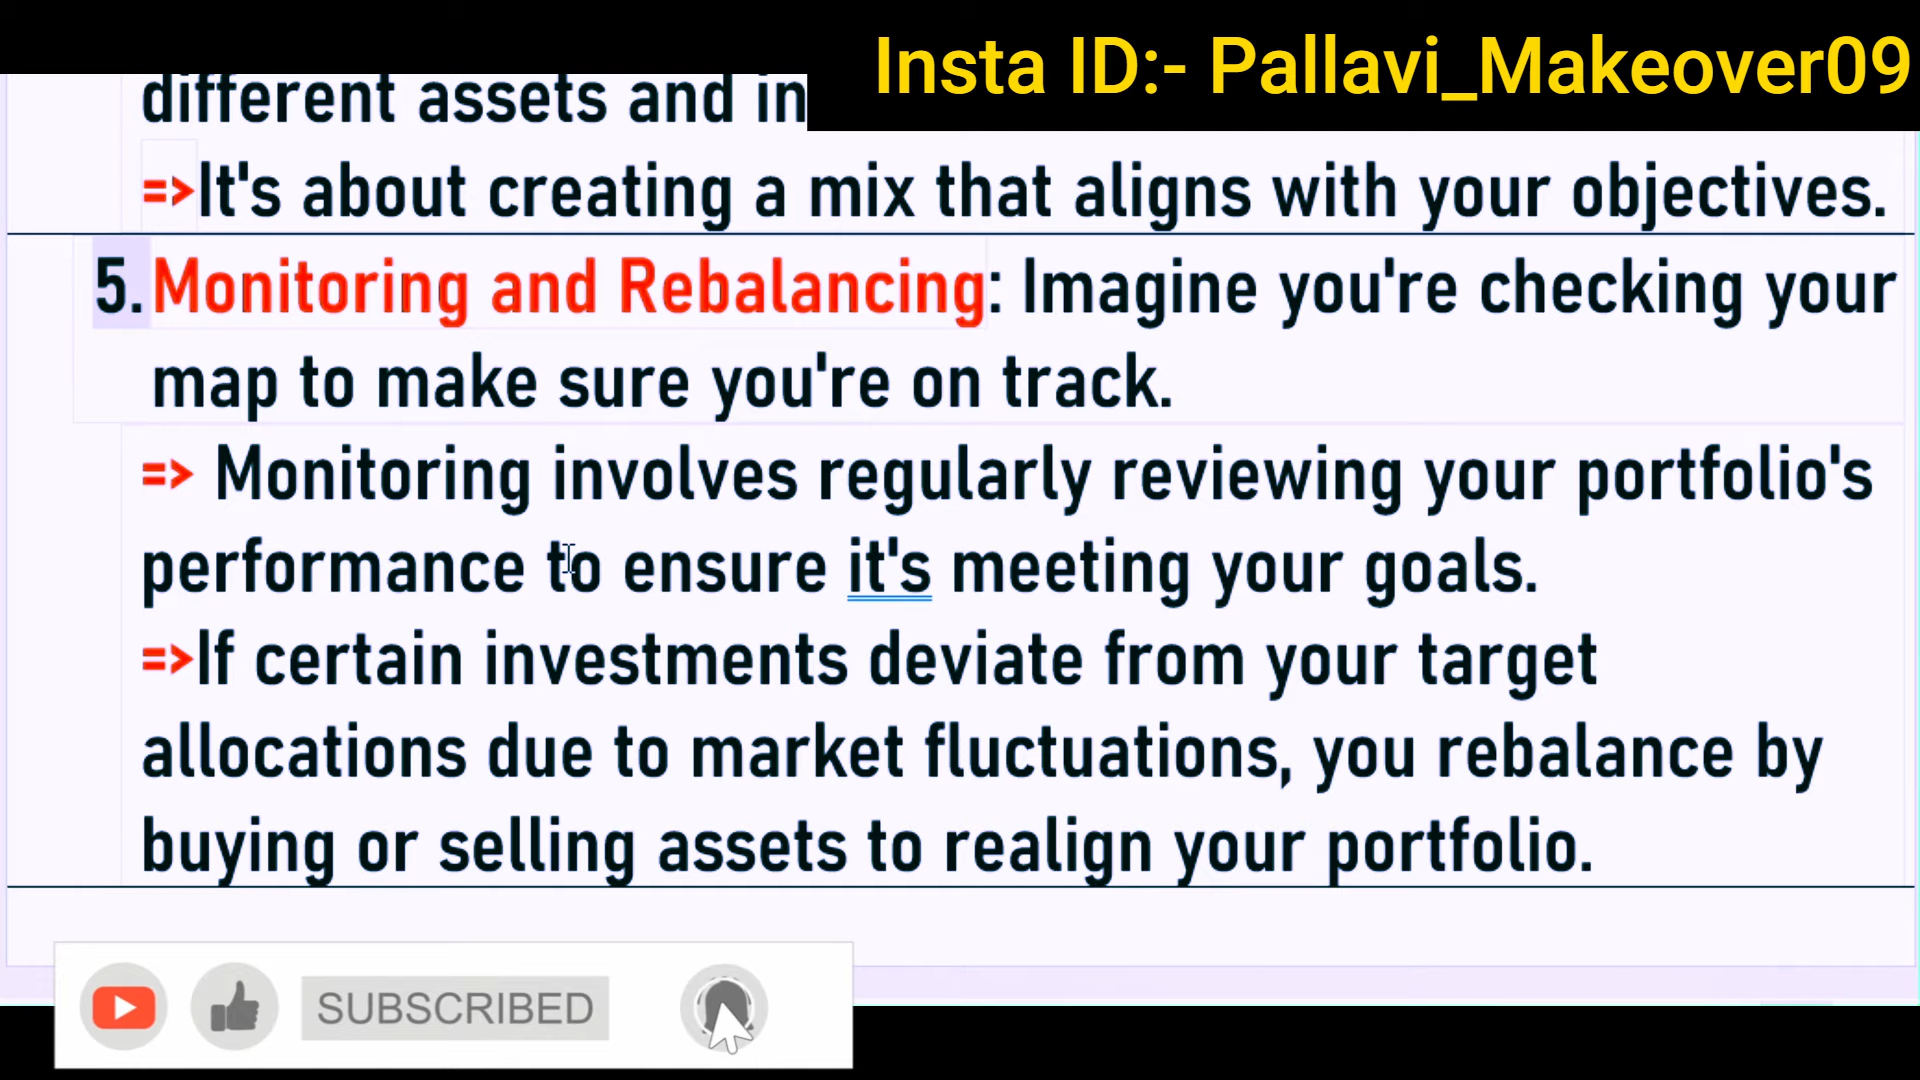 Insta ID:- Pallavi_Makeover09
different assets and in
=>It's about creating a mix that aligns with your objectives.
5. Monitoring and Rebalancing: Imagine you're checking your
map to make sure you're on track.
=> Monitoring involves regularly reviewing your portfolio's
performance to ensure it's meeting your goals.
=>If certain investments deviate from your target
allocations due to market fluctuations, you rebalance by
buying or selling assets to realign your portfolio.
SUBSCRIBED